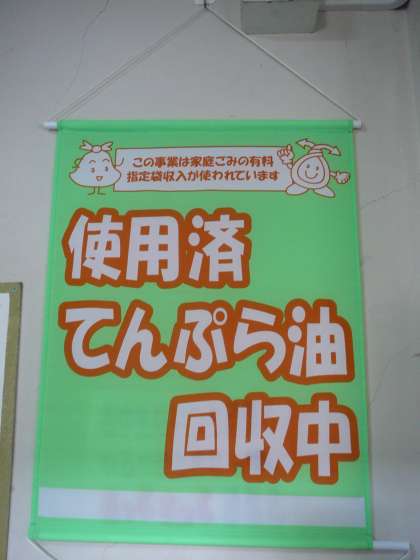 この事業は家庭ごみの有料
指定袋収入が使われています
使用済
てんぷら油
回収中